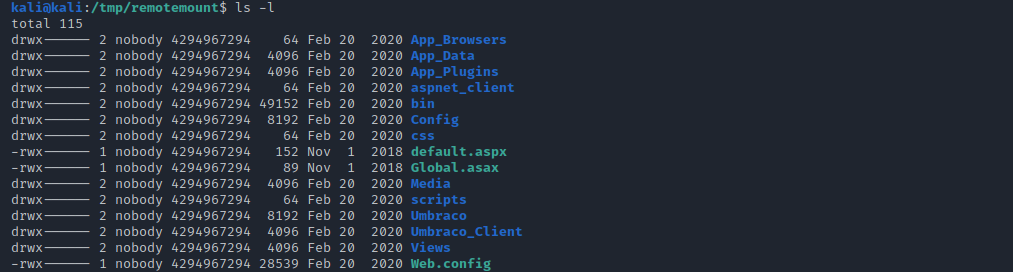 kali@kali:/tmp/remotemount$ ls -l
total 115
drwx------ 2 nobody 4294967294    64 Feb 20  2020 App_Browsers
drwx------ 2 nobody 4294967294  4096 Feb 20  2020 App_Data
drwx------ 2 nobody 4294967294  4096 Feb 20  2020 App_Plugins
drwx------ 2 nobody 4294967294    64 Feb 20  2020 aspnet_client
drwx------ 2 nobody 4294967294 49152 Feb 20  2020 bin
drwx------ 2 nobody 4294967294  8192 Feb 20  2020 Config
drwx------ 2 nobody 4294967294    64 Feb 20  2020 css
-rwx------ 1 nobody 4294967294   152 Nov  1  2018 default.aspx
-rwx------ 1 nobody 4294967294    89 Nov  1  2018 Global.asax
drwx------ 2 nobody 4294967294  4096 Feb 20  2020 Media
drwx------ 2 nobody 4294967294    64 Feb 20  2020 scripts
drwx------ 2 nobody 4294967294  8192 Feb 20  2020 Umbraco
drwx------ 2 nobody 4294967294  4096 Feb 20  2020 Umbraco_Client
drwx------ 2 nobody 4294967294  4096 Feb 20  2020 Views
-rwx------ 1 nobody 4294967294 28539 Feb 20  2020 Web.config